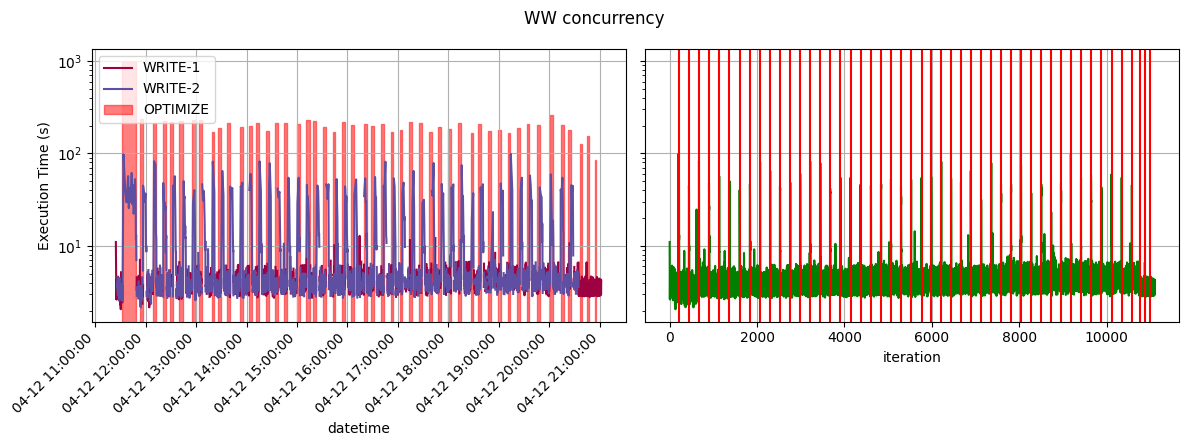 WW concurrency
Execution Time (s)
10³
10²
10¹
WRITE-1
WRITE-2
OPTIMIZE
04-12 11:00:00
04-12 12:00:00
04-12 13:00:00
04-12 14:00:00
04-12 15:00:00
04-12 16:00:00
04-12 17:00:00
04-12 18:00:00
04-12 19:00:00
04-12 20:00:00
04-12 21:00:00
datetime
0 2000 4000 6000 8000 10000
iteration